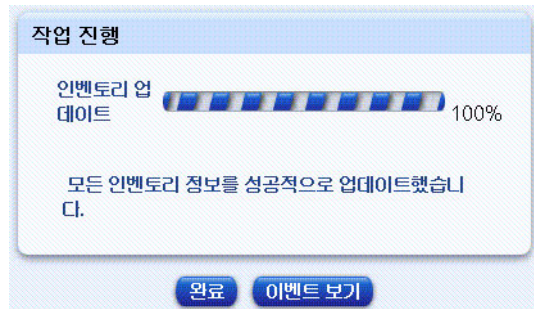 작업 진행
인벤토리 업
데이트
100%
모든 인벤토리 정보를 성공적으로 업데이트했습니
다.
완료 이벤트 보기